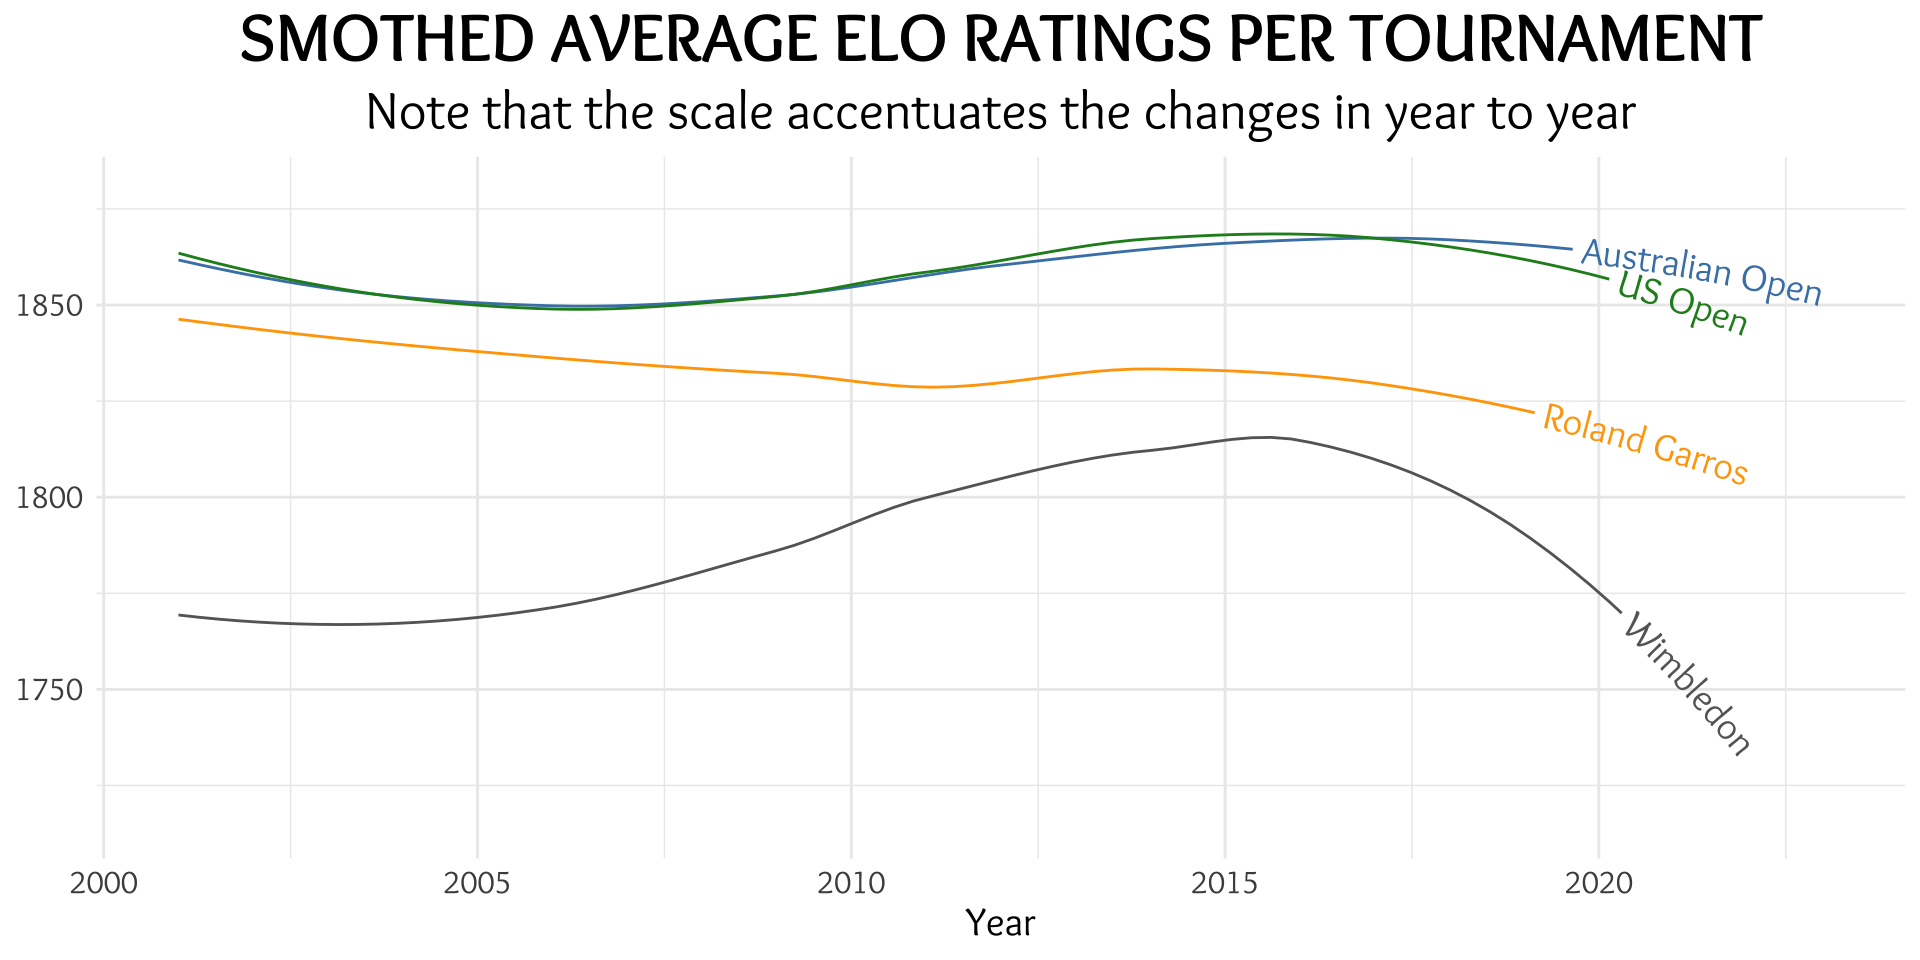 SMOTHED AVERAGE ELO RATINGS PER TOURNAMENT
Note that the scale accentuates the changes in year to year
Australian Open
US Open
1850
Roland Garros
1800
Wimbledon
1750
2000 2005 2010 2015 2020
Year